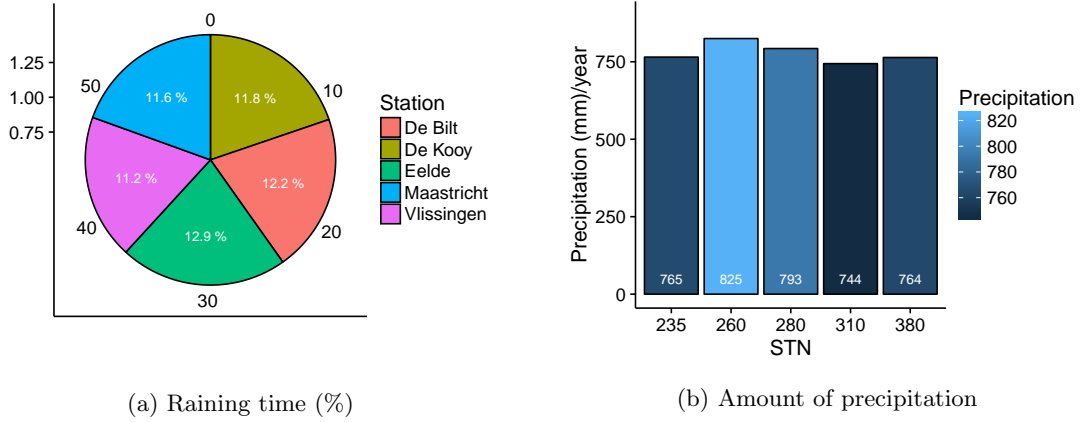 0
10
20
30
40
50
1.25
1.00
0.75
11.6 %
11.8 %
11.2 %
12.2 %
12.9 %
Station
De Bilt
De Kooy
Eelde
Maastricht
Vlissingen
(a) Raining time (%)
Precipitation (mm)/year
750
500
250
0
765
825
793
744
764
235
260
280
310
380
STN
Precipitation
820
800
780
760
(b) Amount of precipitation